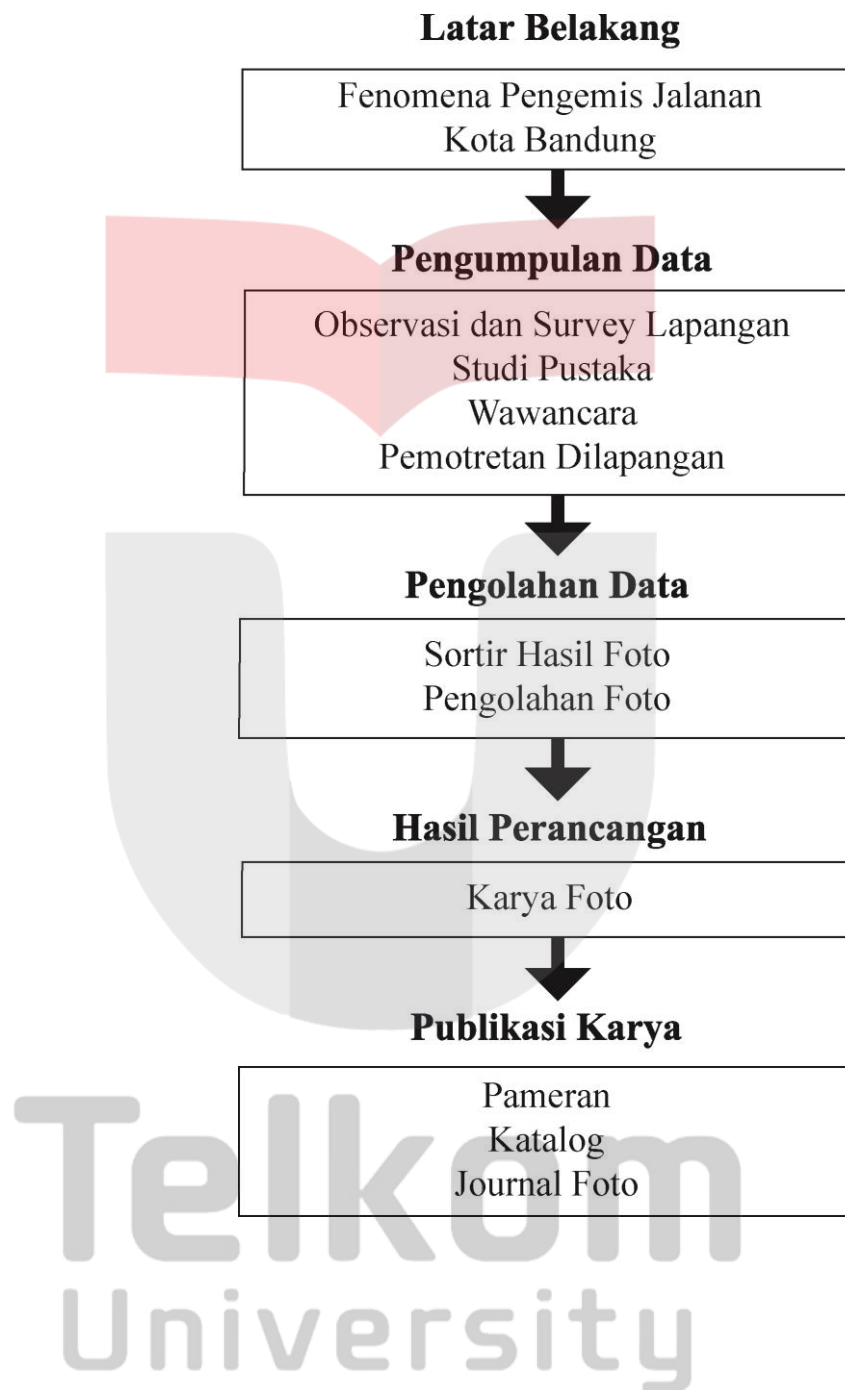 Latar Belakang
Fenomena Pengemis Jalanan
Kota Bandung
Pengumpulan Data
Observasi dan Survey Lapangan
Studi Pustaka
Wawancara
Pemotretan Dilapangan
Pengolahan Data
Sortir Hasil Foto
Pengolahan Foto
Hasil Perancangan
Karya Foto
Publikasi Karya
Pameran
Katalog
Journal Foto
Telkom
University